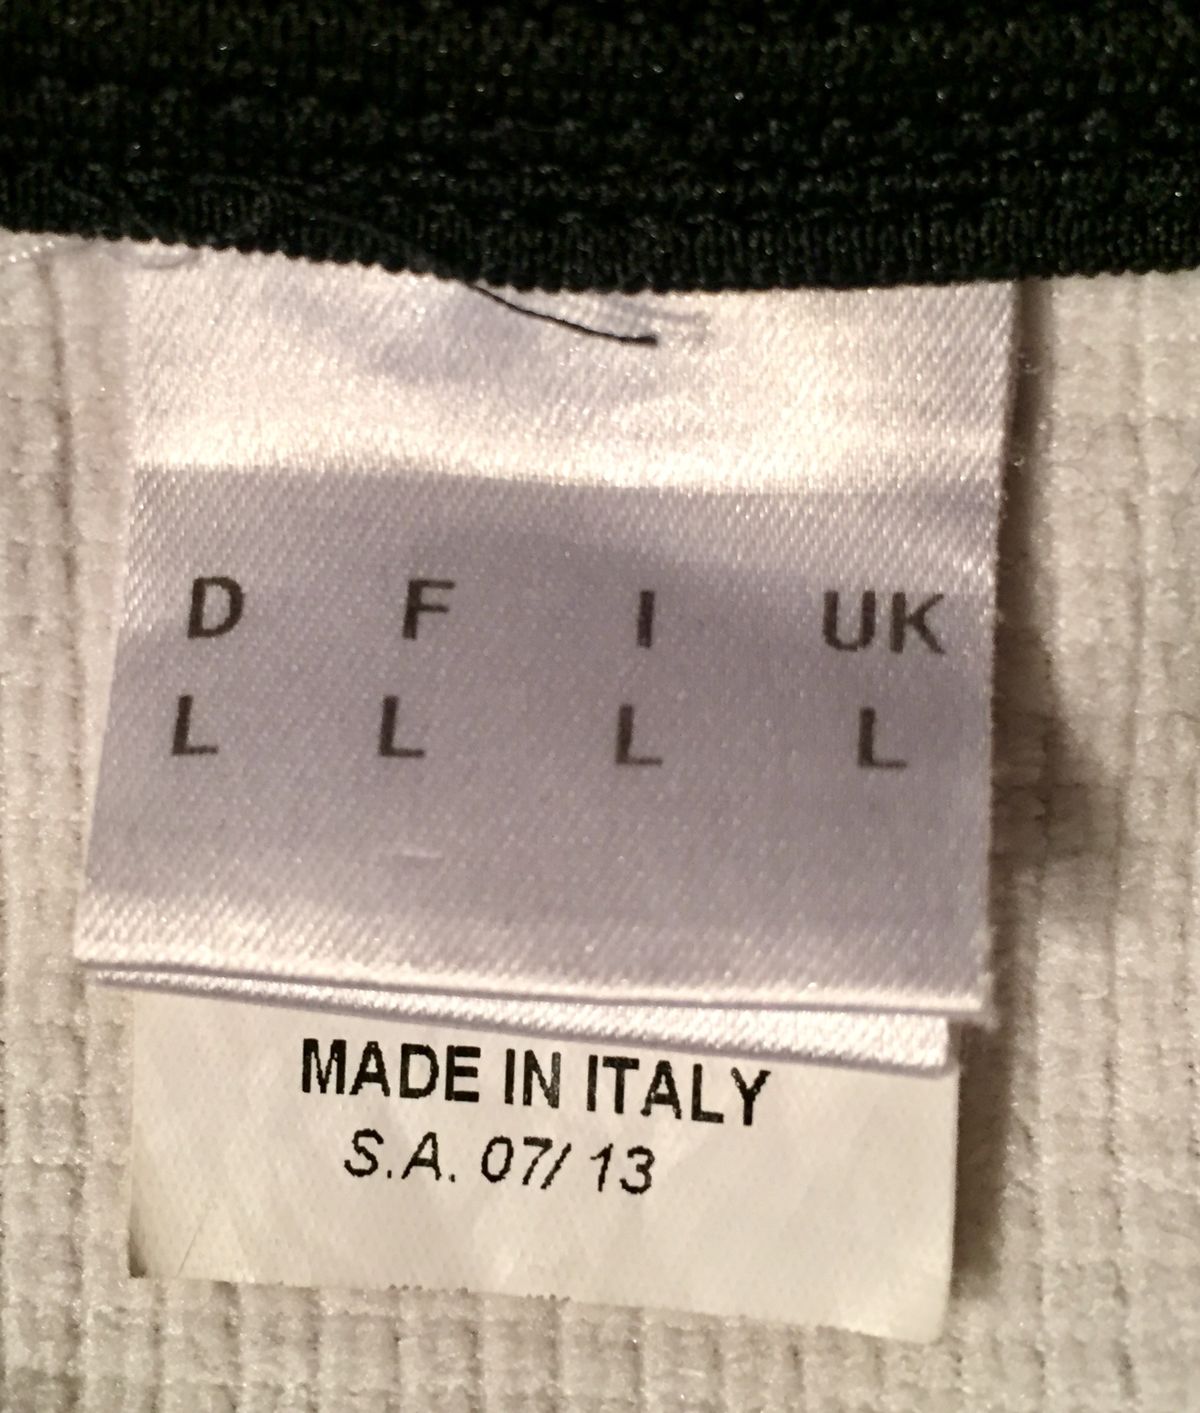 D F I UK
L L L L
MADE IN ITALY
S.A. 07/ 13